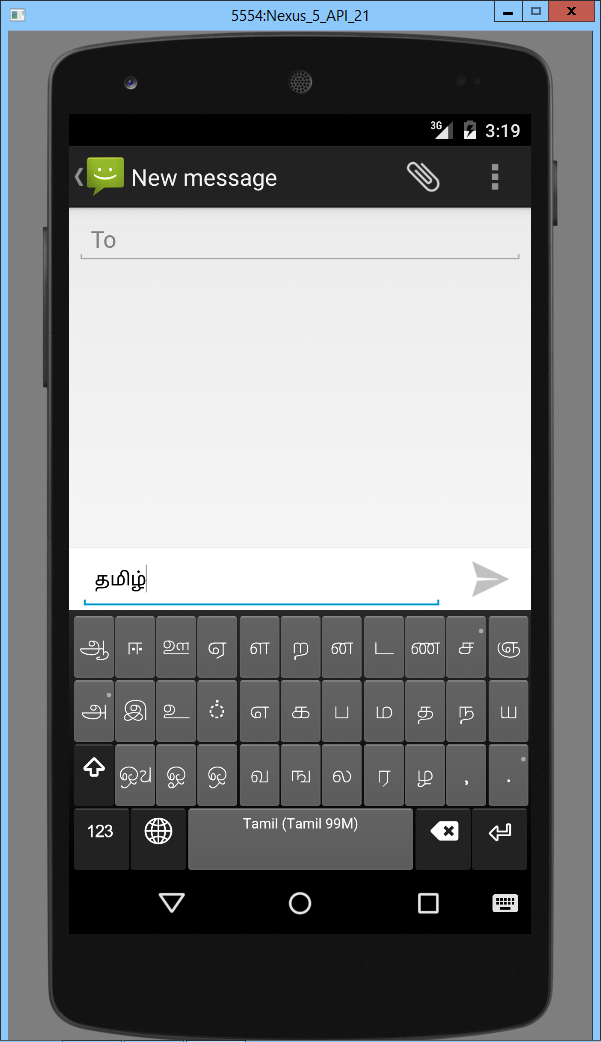 5554:Nexus_5_API_21
3G 3:19
New message
To
தமிழ்
ஆ ஈ ஊ ஏ ள ற ன ட ண ச ஞ
அ இ உ ் எ க ப ம த ந ய
ஔ ஓ ஒ வ ங ல ர ழ , .
123 Tamil (Tamil 99M)